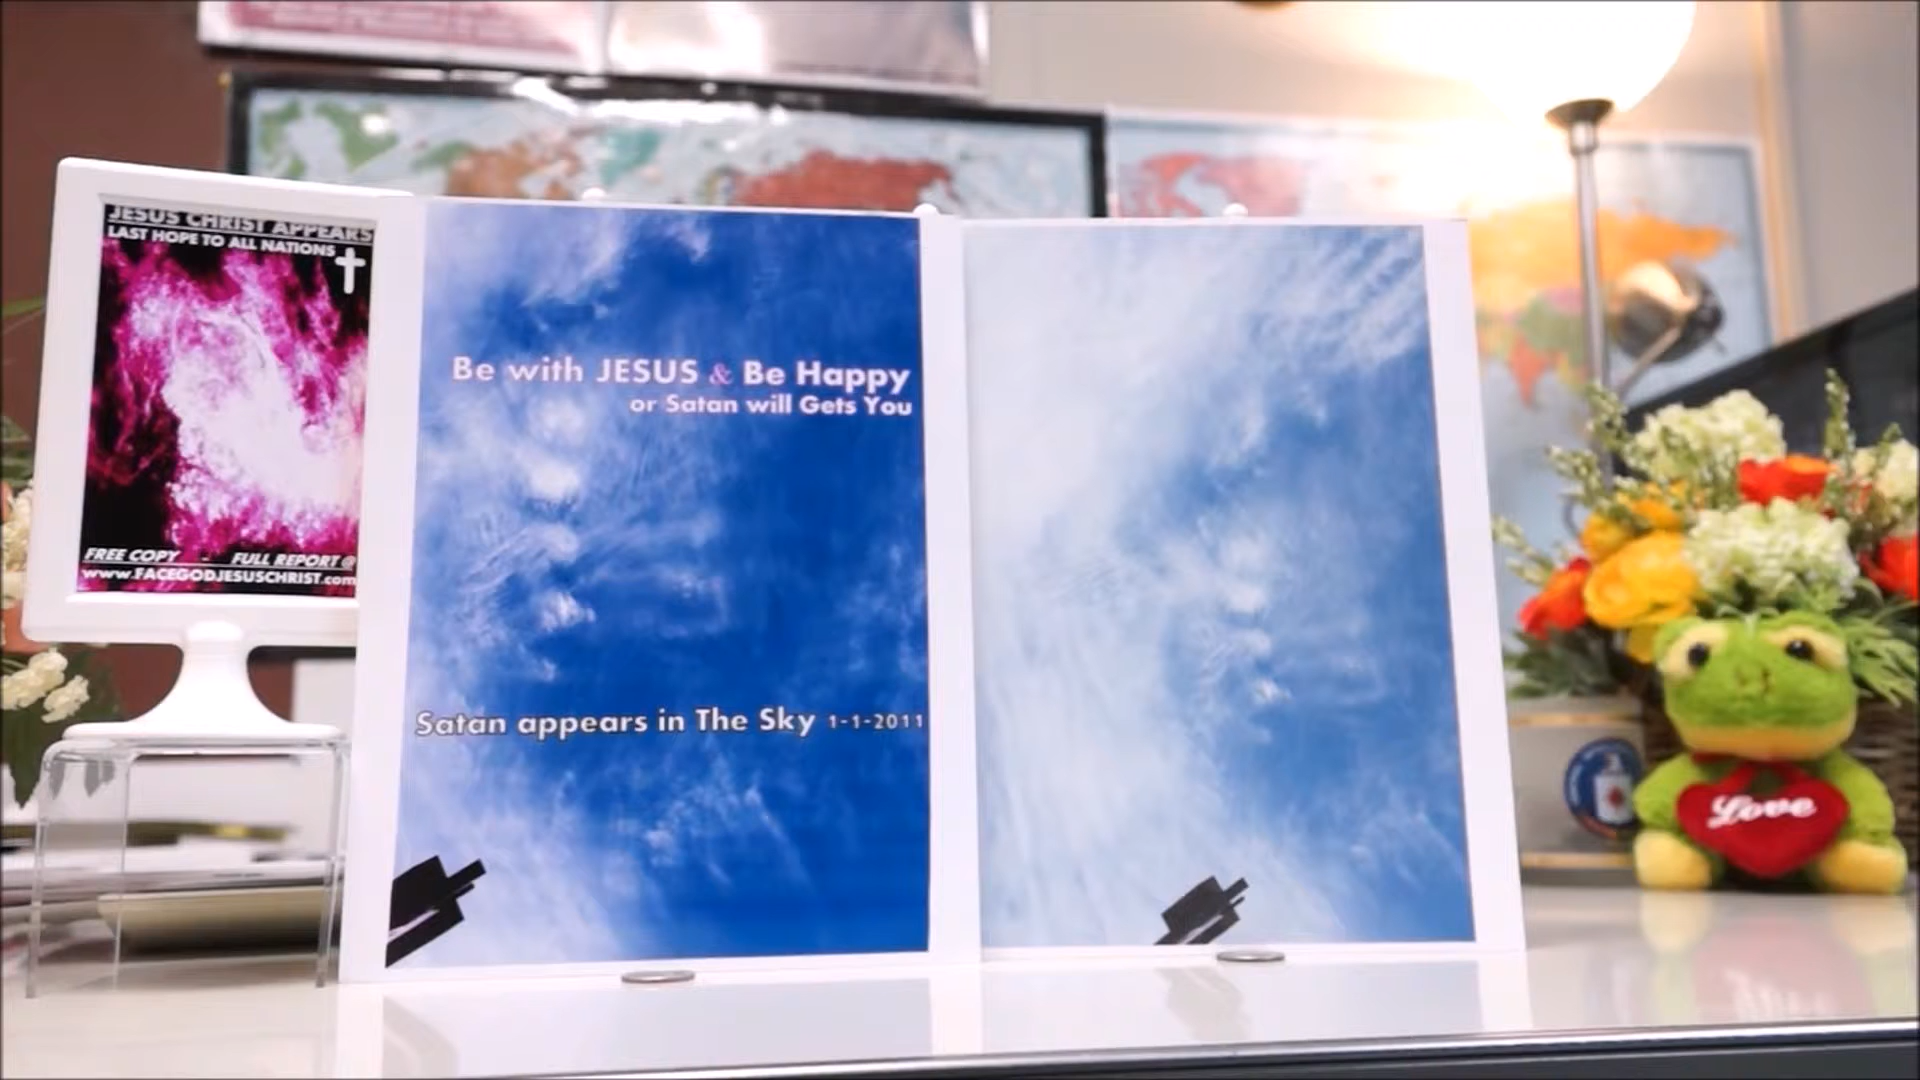 JESUS CHRIST APPEARS
LAST HOPE TO ALL NATIONS
FREE COPY - FULL REPORT @
www.FACEGODJESUSCHRIST.com
Be with JESUS & Be Happy
or Satan will Gets You
Satan appears in The Sky 1-1-2011
Love